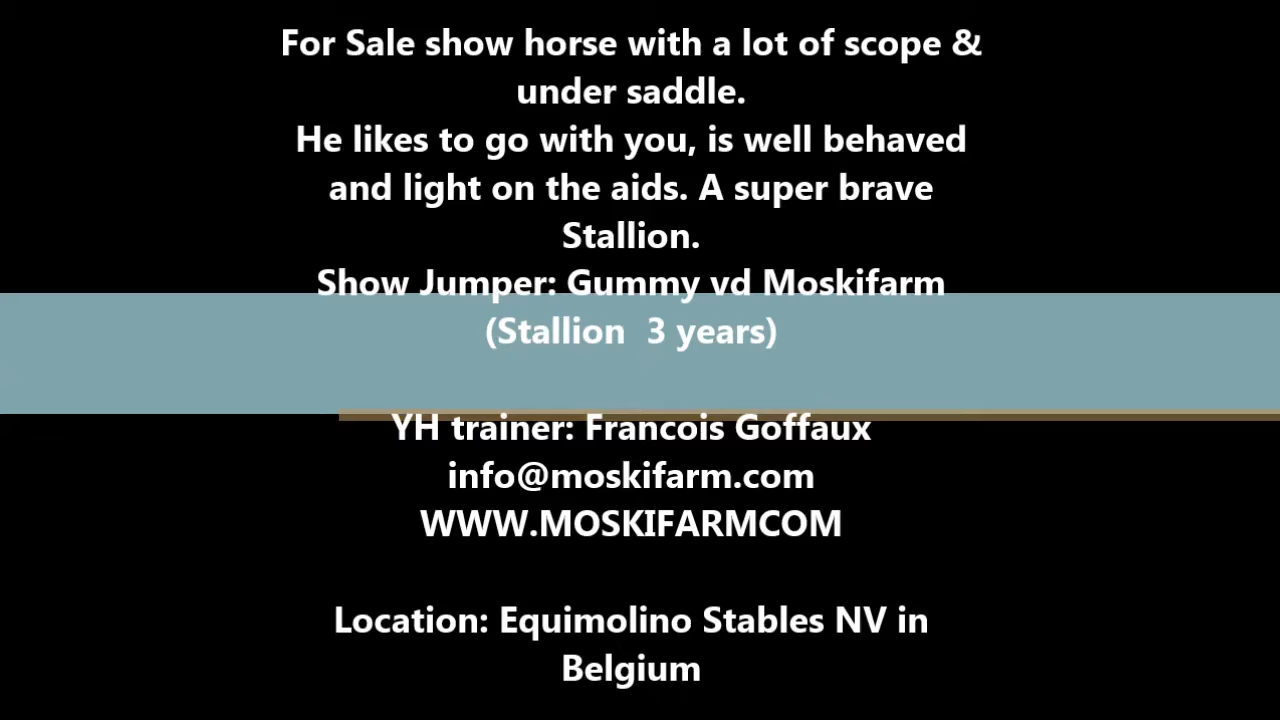 For Sale show horse with a lot of scope &
under saddle.
He likes to go with you, is well behaved
and light on the aids. A super brave
Stallion.
Show Jumper: Gummy vd Moskifarm
(Stallion  3 years)
YH trainer: Francois Goffaux
info@moskifarm.com
WWW.MOSKIFARMCOM
Location: Equimolino Stables NV in
Belgium